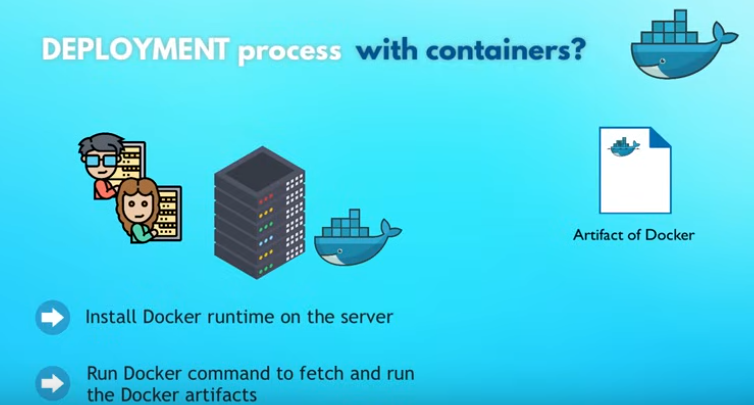 DEPLOYMENT process with containers?
Artifact of Docker
Install Docker runtime on the server
Run Docker command to fetch and run
the Docker artifacts